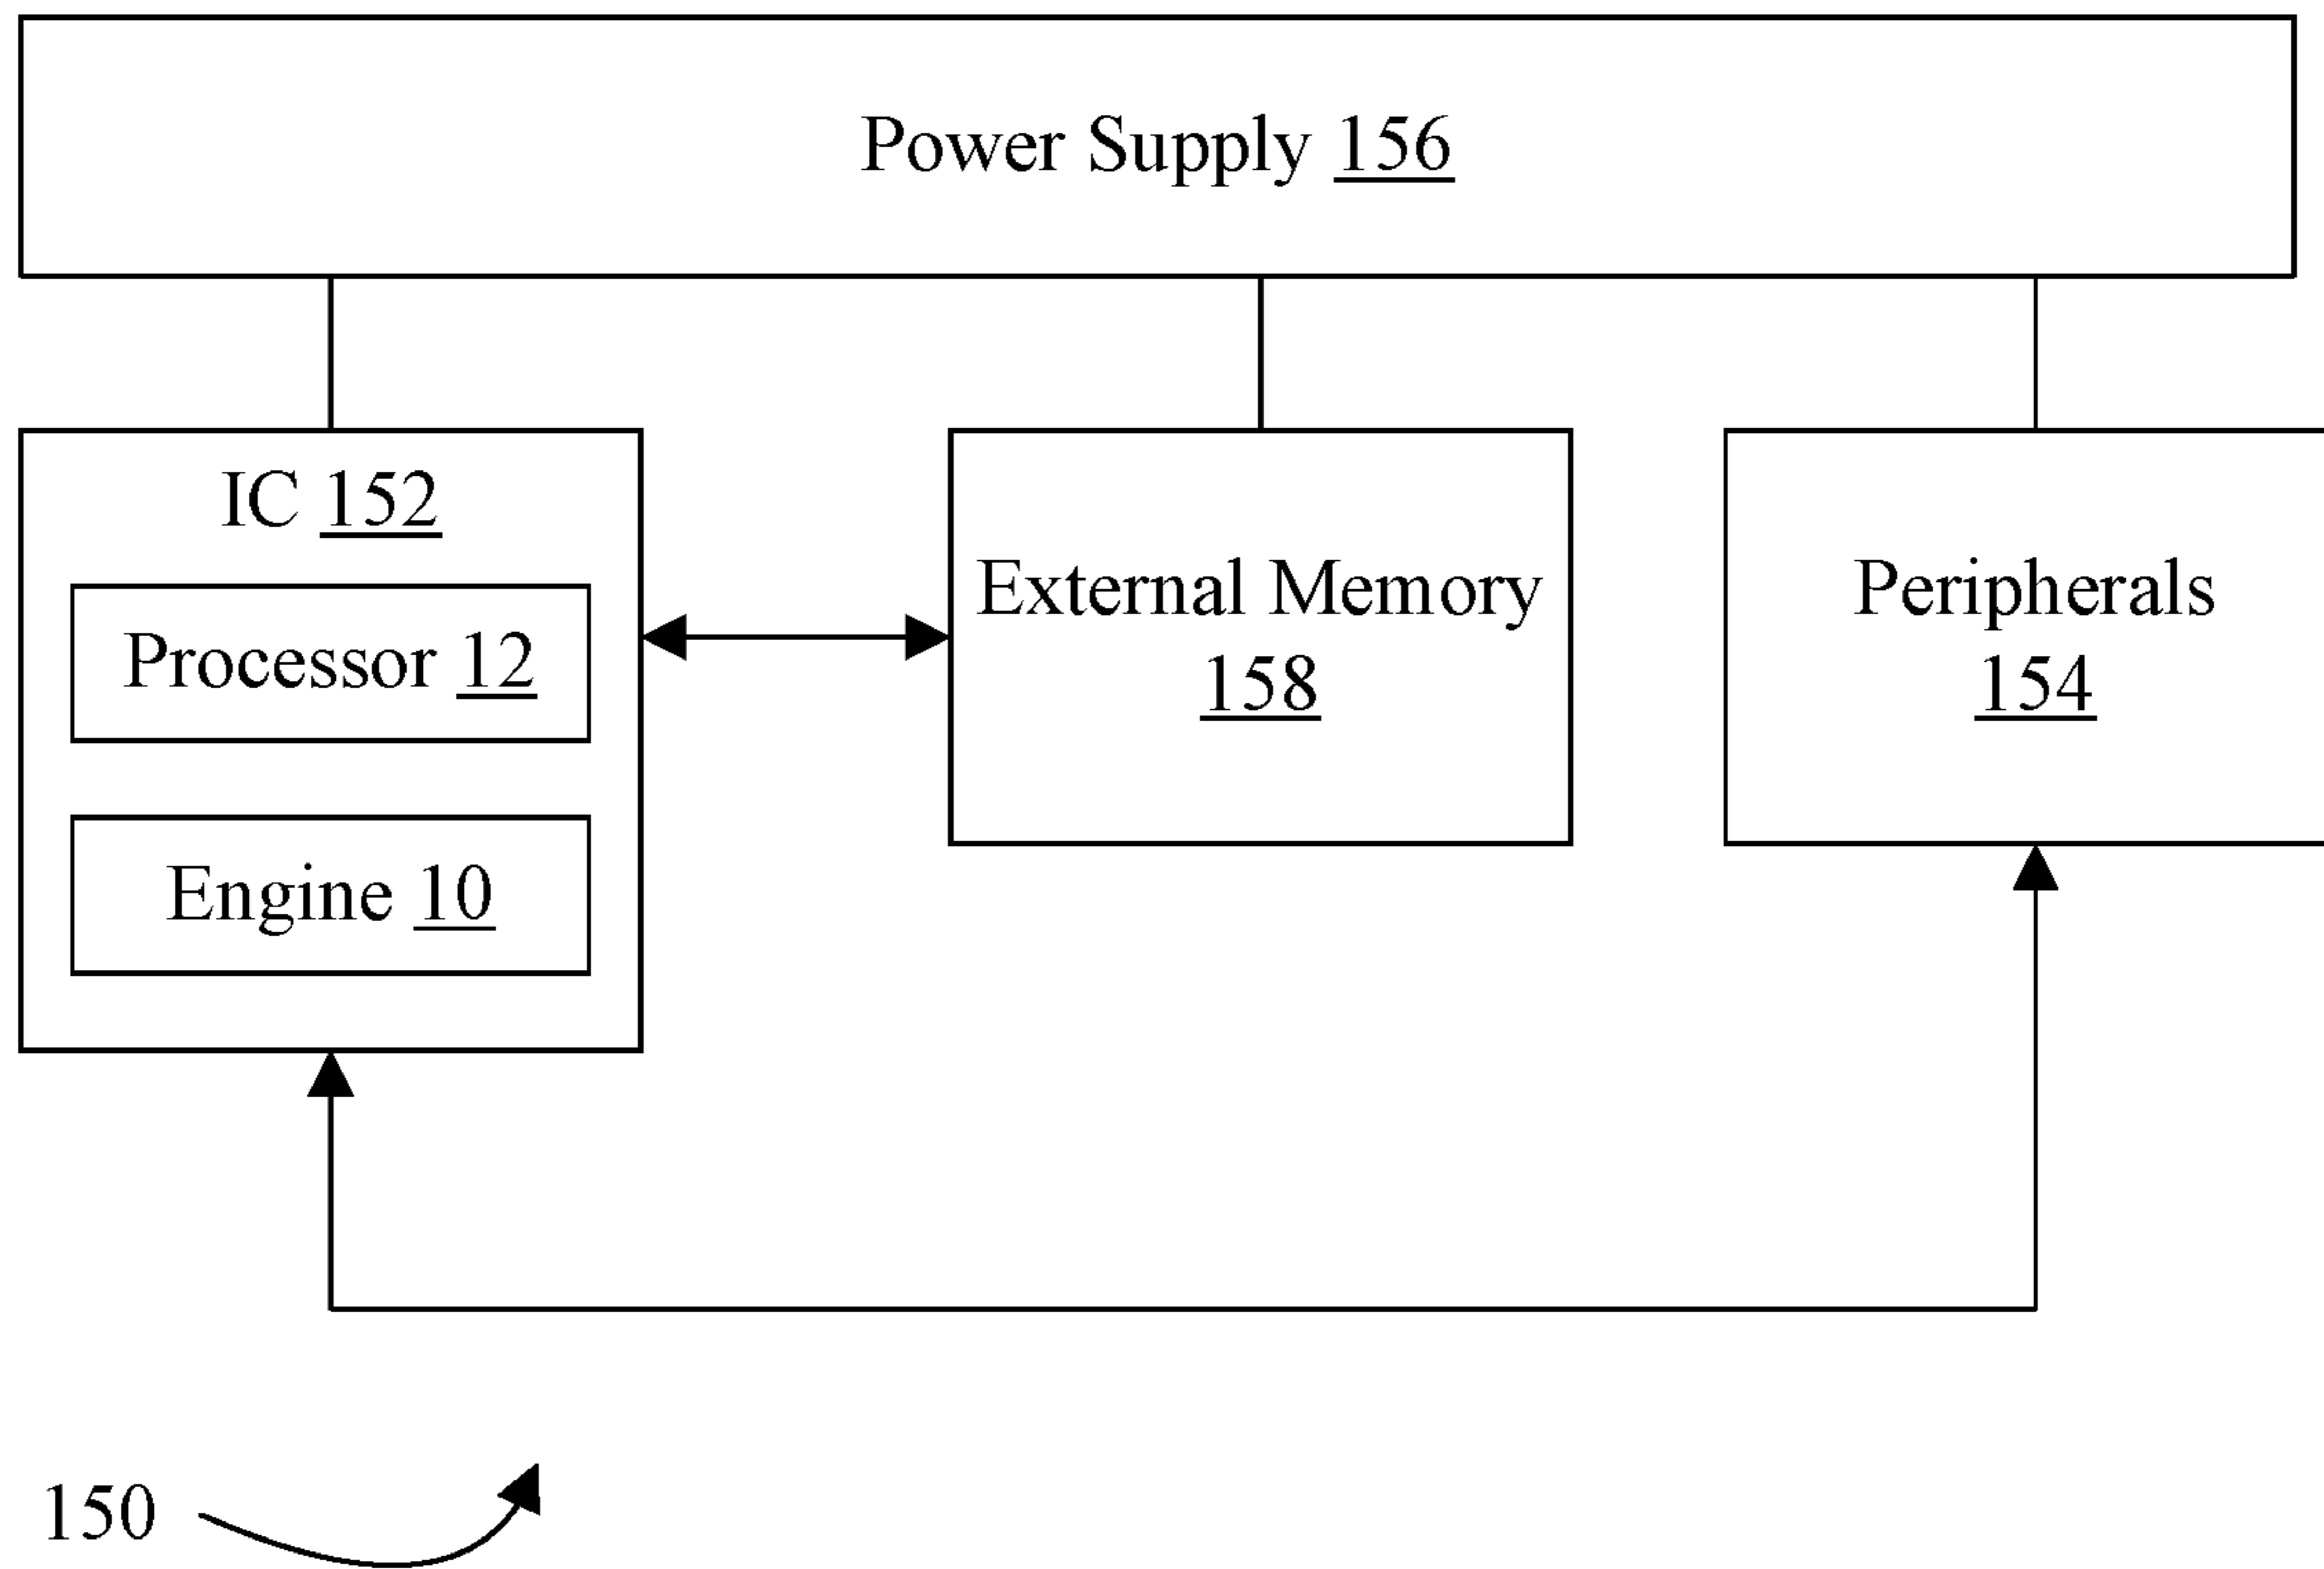 Power Supply 156
IC 152
Processor 12
Engine 10
External Memory
158
Peripherals
154
150